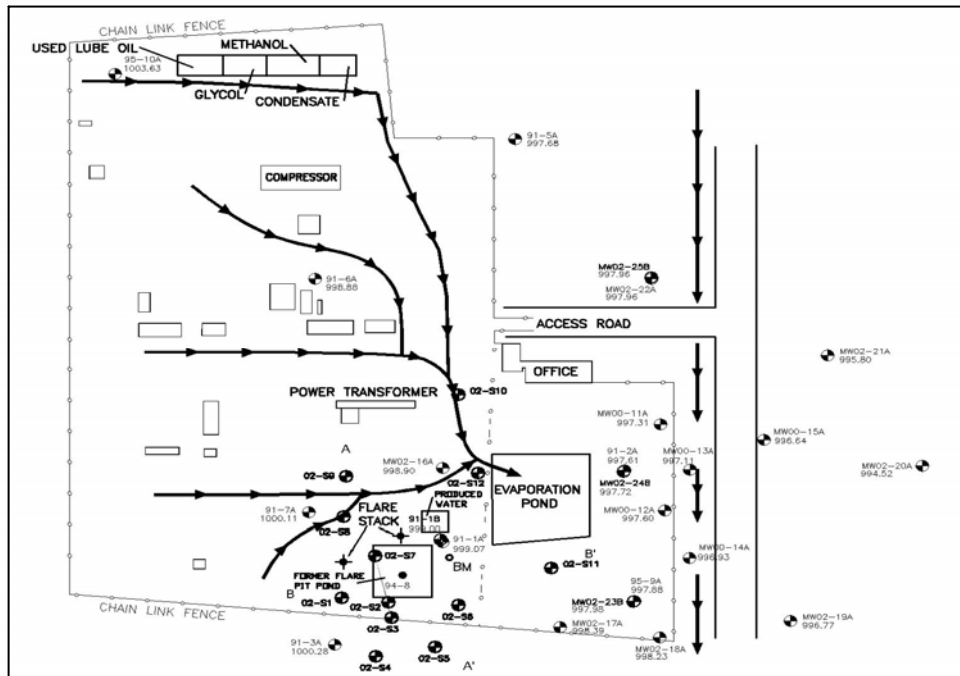 CHAIN LINK FENCE
USED LUBE OIL
METHANOL
95-10A
1003.63
GLYCOL
CONDENSATE
91-5A
997.68
COMPRESSOR
91-6A
998.88
MW02-25B
997.96
MW02-22A
997.96
ACCESS ROAD
OFFICE
MW02-21A
995.80
POWER TRANSFORMER
02-S10
MW00-11A
997.31
MW00-15A
996.64
A
MW02-16A
998.90
02-S9
02-S12
91-2A
997.61
MW02-24B
997.72
MW00-13A
997.11
MW02-20A
994.52
EVAPORATION
POND
PRODUCED
WATER
91-7A
1000.11
FLARE
STACK
91-1B
999.00
MW00-12A
997.60
91-1A
999.07
BM
02-S7
B'
02-S11
MW00-14A
FORMER FLARE
PIT POND
94-8
B
02-S1
02-S2
02-S3
95-9A
997.88
MW02-23B
997.98
MW02-17A
998.39
MW02-19A
996.77
CHAIN LINK FENCE
91-3A
1000.28
02-S4
02-S5
A'
MW02-18A
998.23